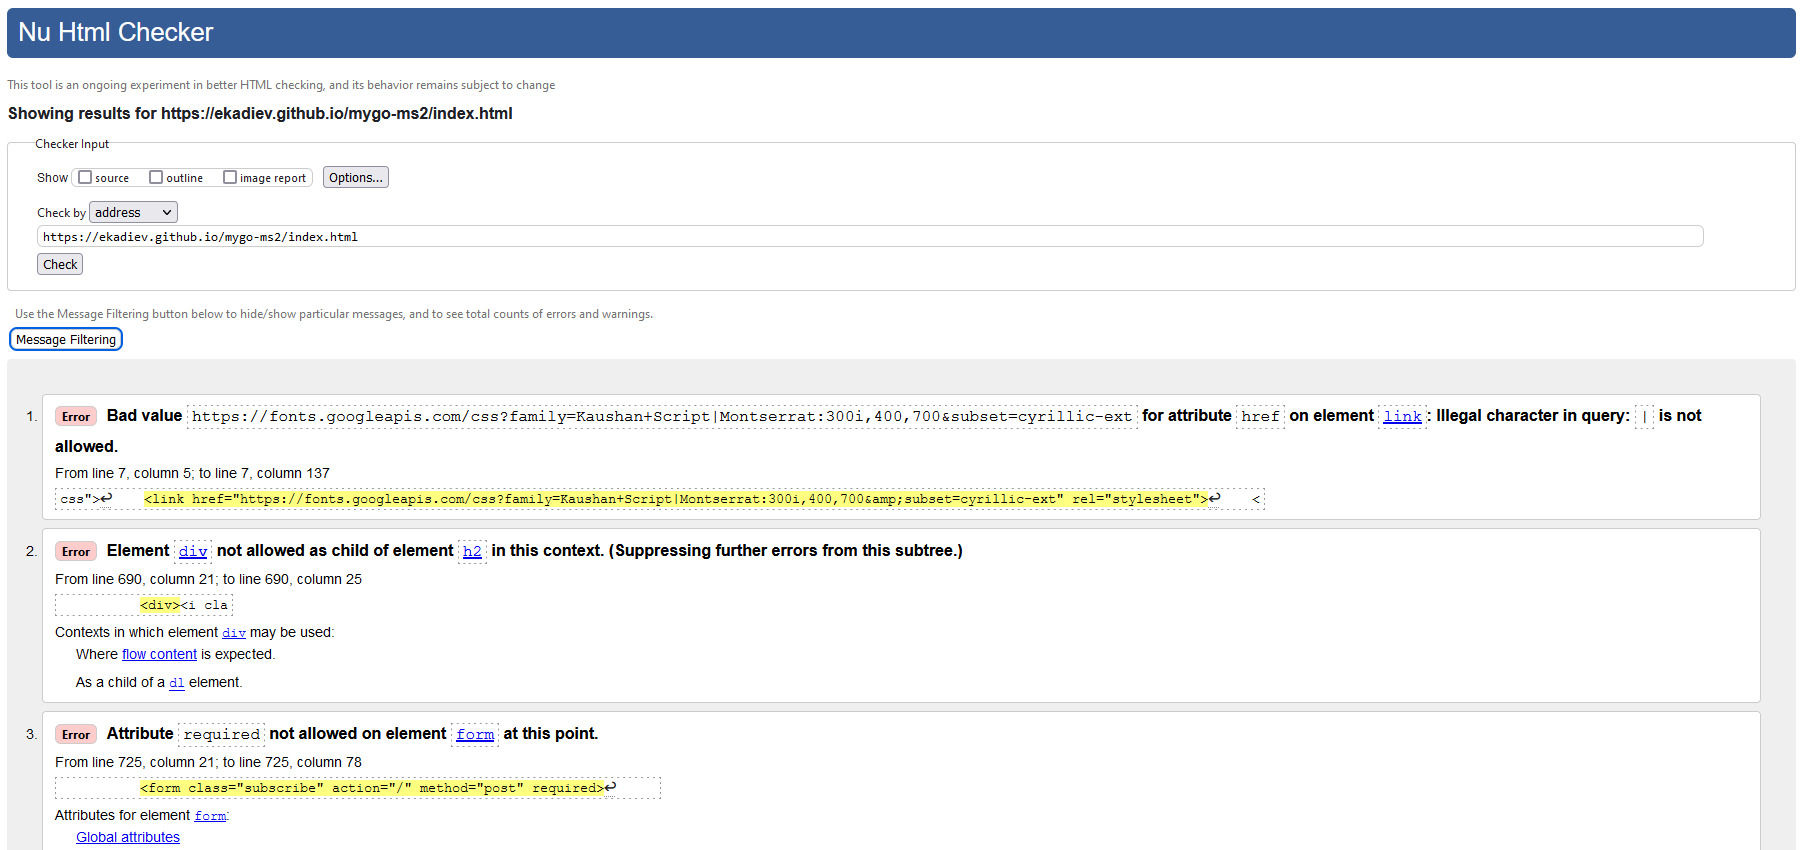 Nu Html Checker
This tool is an ongoing experiment in better HTML checking, and its behavior remains subject to change
Showing results for https://ekadiev.github.io/mygo-ms2/index.html
Checker Input
Show source outline image report Options...
Check by address
https://ekadiev.github.io/mygo-ms2/index.html
Check
Use the Message Filtering button below to hide/show particular messages, and to see total counts of errors and warnings.
Message Filtering
1. Error Bad value https://fonts.googleapis.com/css?family=Kaushan+Script|Montserrat:300i,400,700&subset=cyrillic-ext for attribute href on element link: Illegal character in query: | is not
allowed.
From line 7, column 5; to line 7, column 137
css">↩ <link href="https://fonts.googleapis.com/css?family=Kaushan+Script|Montserrat:300i,400,700&amp;subset=cyrillic-ext" rel="stylesheet">↩ <
2. Error Element div not allowed as child of element h2 in this context. (Suppressing further errors from this subtree.)
From line 690, column 21; to line 690, column 25
<div><i cla
Contexts in which element div may be used:
Where flow content is expected.
As a child of a dl element.
3. Error Attribute required not allowed on element form at this point.
From line 725, column 21; to line 725, column 78
<form class="subscribe" action="/" method="post" required>↩
Attributes for element form:
Global attributes